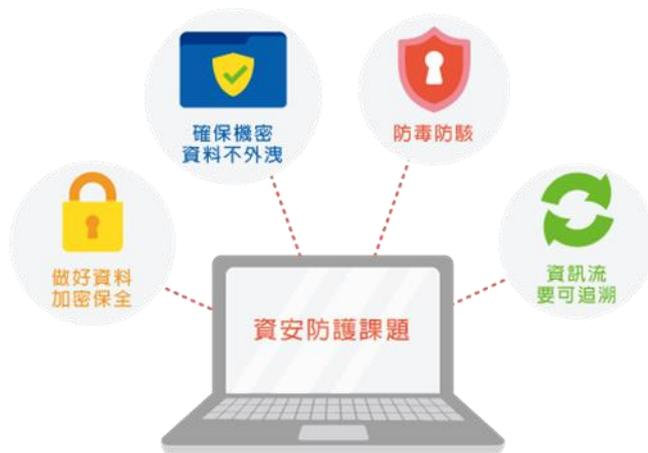 確保機密
資料不外洩
防毒防駭
做好資料
加密保全
資訊流
要可追溯
資安防護課題